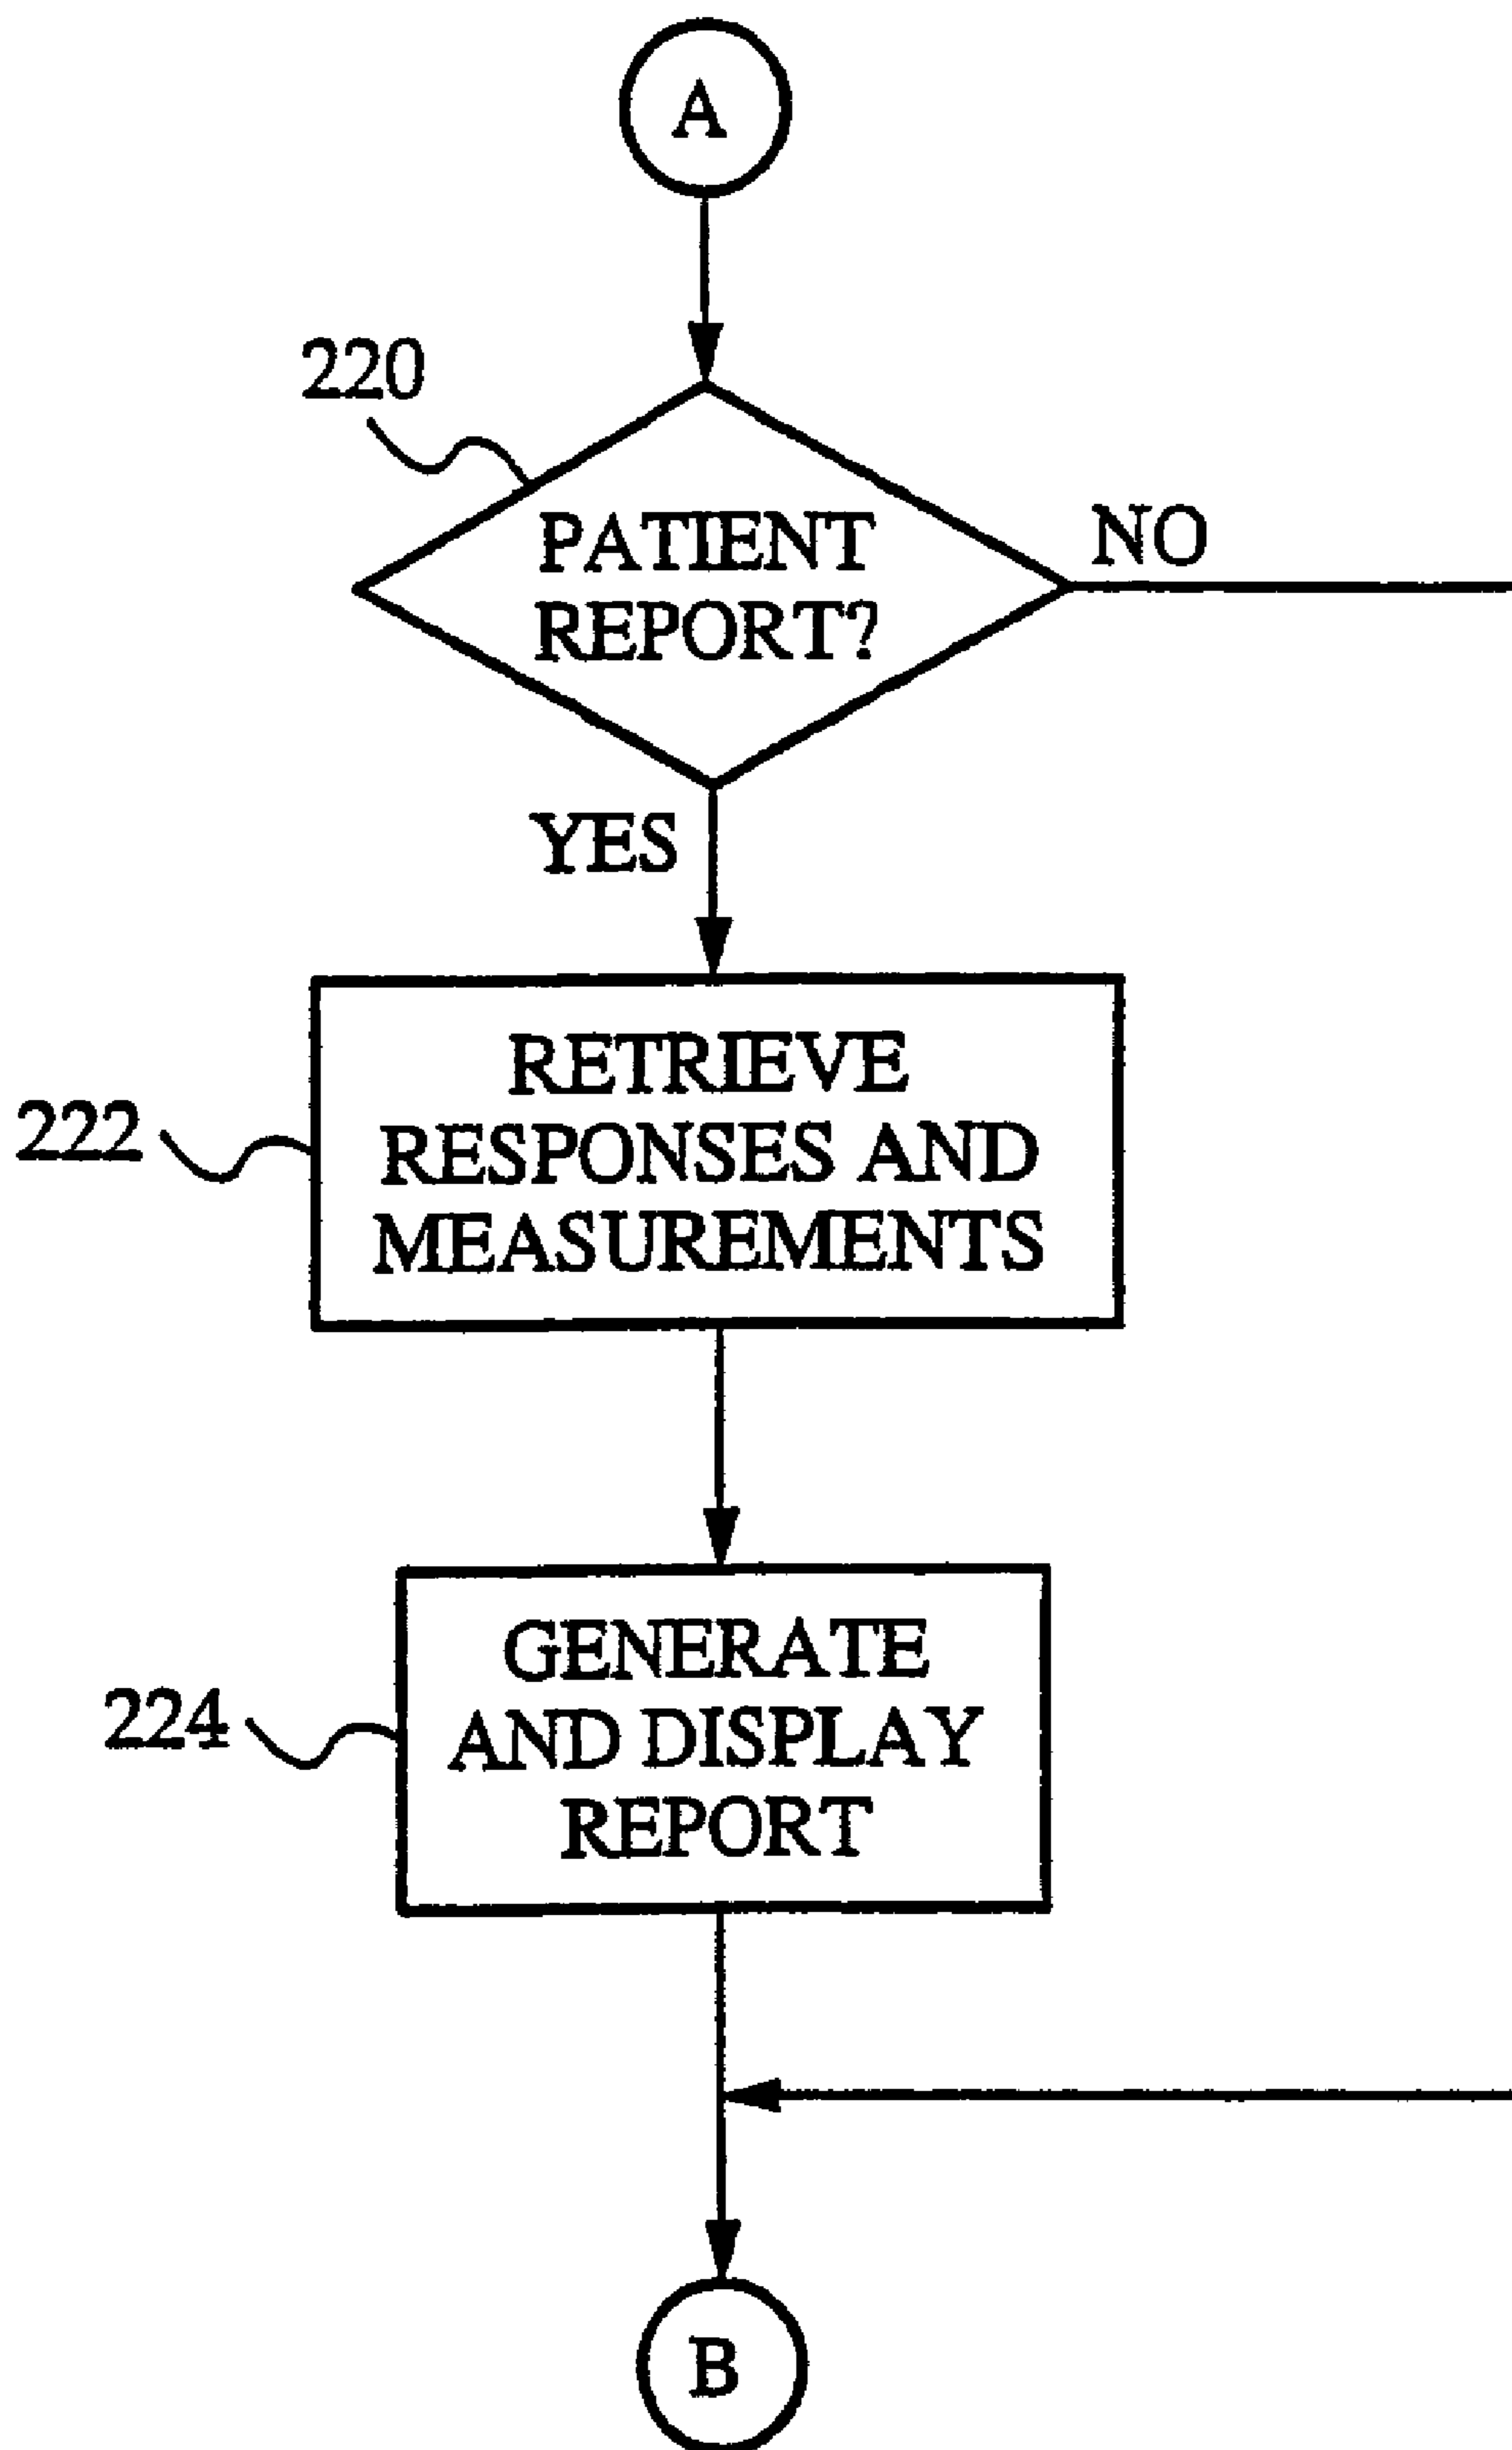 A
220
PATIENT
REPORT?
NO
YES
222
RETRIEVE
RESPONSES AND
MEASUREMENTS
224
GENERATE
AND DISPLAY
REPORT
B